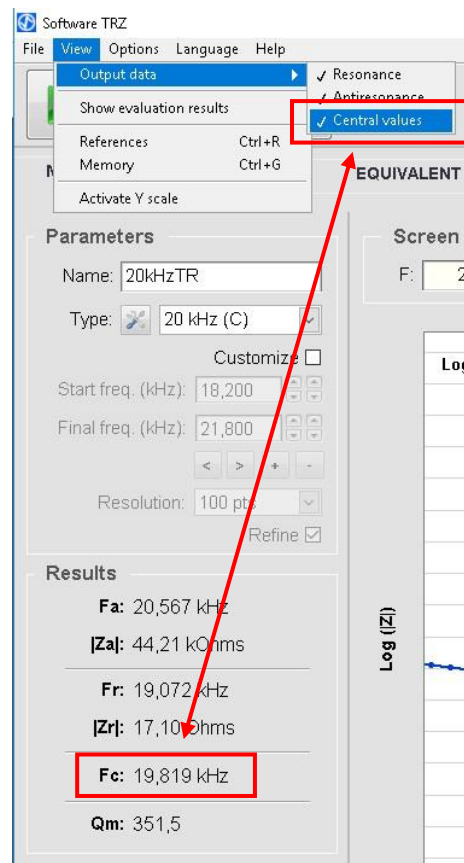 Software TRZ
File View Options Language Help
Output data
✓ Resonance
Show evaluation results
✓ Antiresonance
✓ Central values
References Ctrl+R
Memory Ctrl+G
Activate Y scale
EQUIVALENT
Parameters
Screen
Name: 20kHzTR
F: 2
Type: 20 kHz (C)
Customize
Log
Start freq. (kHz): 18,200
Final freq. (kHz): 21,800
< > + -
Resolution: 100 pts
Refine
Results
Fa: 20,567 kHz
|Za|: 44,21 kOhms
Log (|Z|)
Fr: 19,072 kHz
|Zr|: 17,10 Ohms
Fc: 19,819 kHz
Qm: 351,5